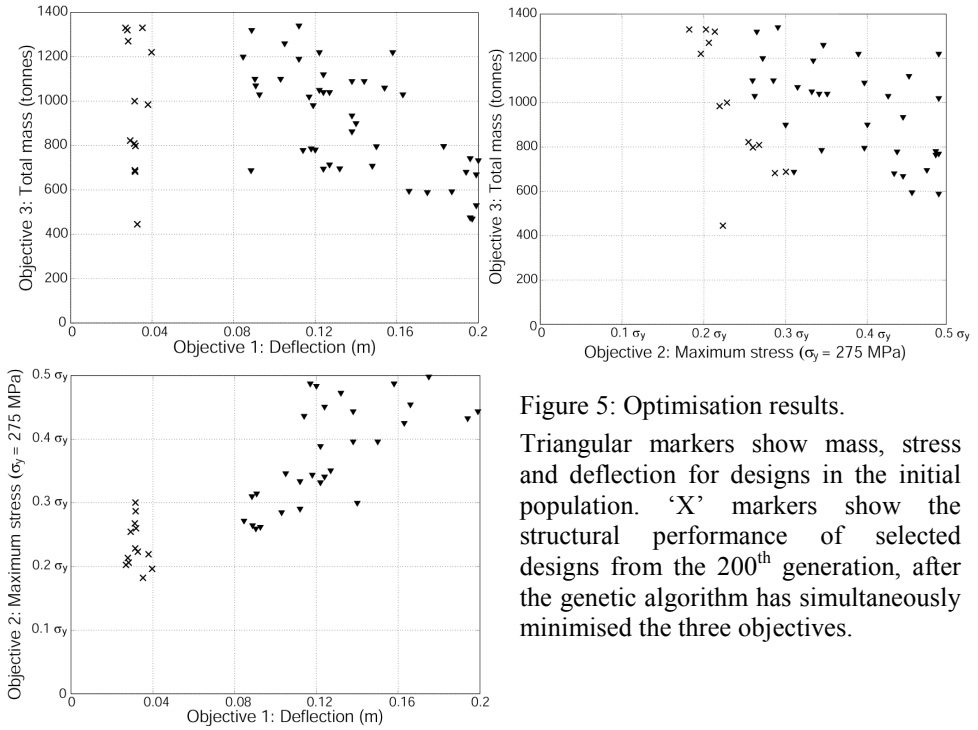 1400
1200
1000
800
600
400
200
0
Objective 3: Total mass (tonnes)
0
0.04
0.08
0.12
0.16
0.2
Objective 1: Deflection (m)
1400
1200
1000
800
600
400
200
0
Objective 3: Total mass (tonnes)
0
0.1 σy
0.2 σy
0.3 σy
0.4 σy
0.5 σy
Objective 2: Maximum stress (σy = 275 MPa)
0.5 σy
0.4 σy
0.3 σy
0.2 σy
0.1 σy
0
Objective 2: Maximum stress (σy = 275 MPa)
0
0.04
0.08
0.12
0.16
0.2
Objective 1: Deflection (m)
Figure 5: Optimisation results.
Triangular markers show mass, stress
and deflection for designs in the initial
population. ‘X’ markers show the
structural performance of selected
designs from the 200th generation, after
the genetic algorithm has simultaneously
minimised the three objectives.